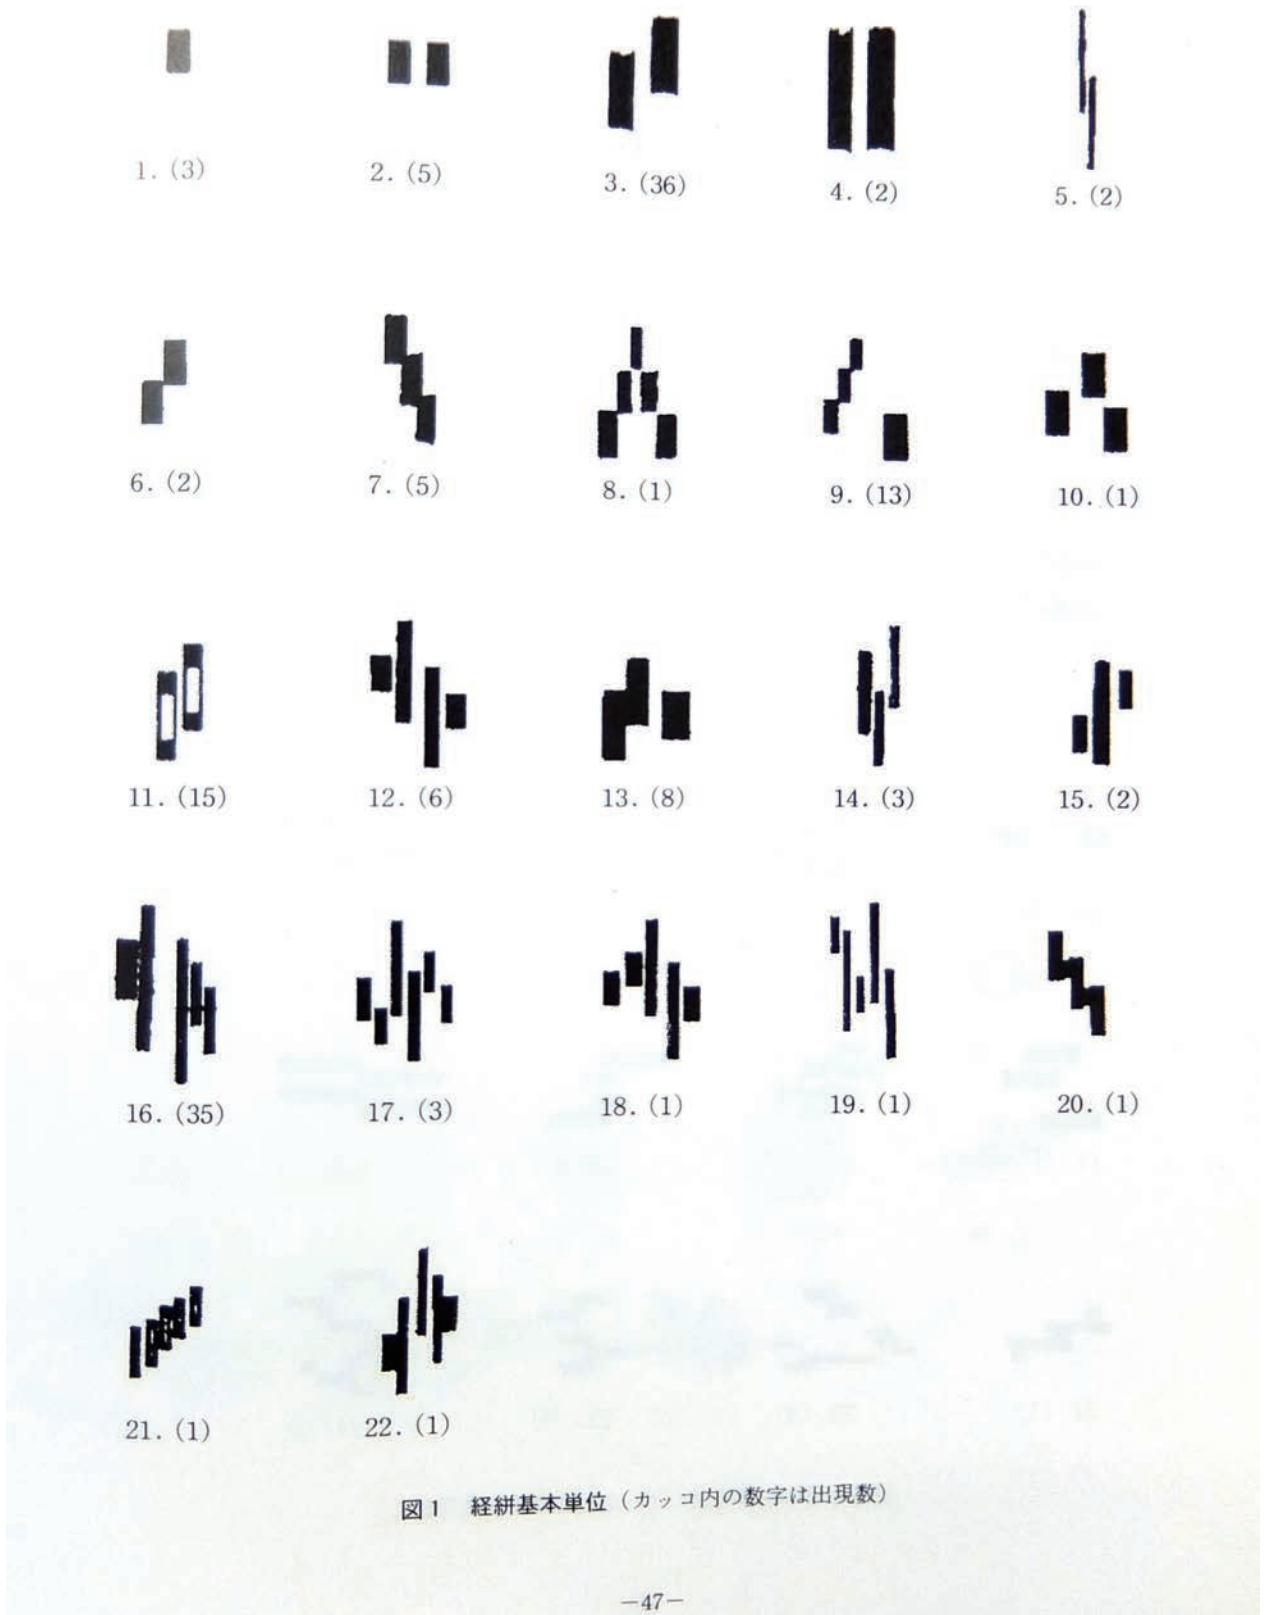 1. (3)　2. (5)　3. (36)　4. (2)　5. (2)
6. (2)　7. (5)　8. (1)　9. (13)　10. (1)
11. (15)　12. (6)　13. (8)　14. (3)　15. (2)
16. (35)　17. (3)　18. (1)　19. (1)　20. (1)
21. (1)　22. (1)
図1　経絣基本単位（カッコ内の数字は出現数）
－47－